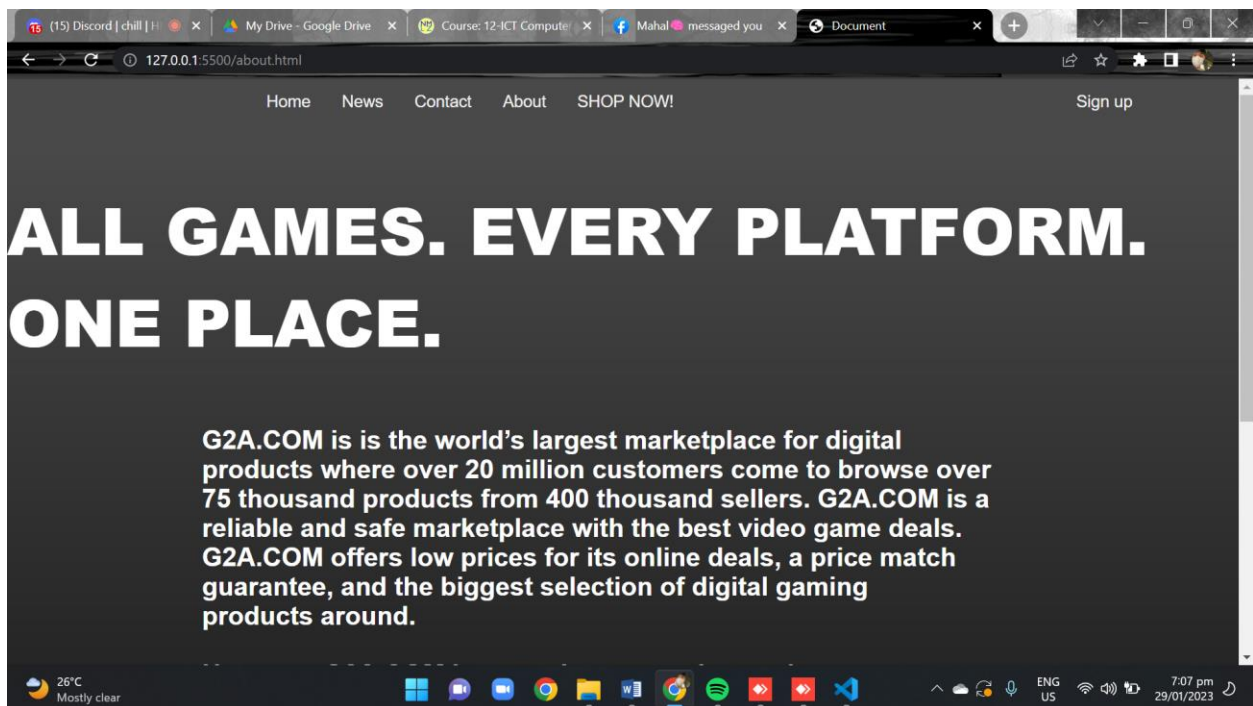 (15) Discord | chill | H
My Drive - Google Drive
Course: 12-ICT Computer
Mahal messaged you
Document
127.0.0.1:5500/about.html
Home News Contact About SHOP NOW! Sign up
ALL GAMES. EVERY PLATFORM.
ONE PLACE.
G2A.COM is is the world’s largest marketplace for digital
products where over 20 million customers come to browse over
75 thousand products from 400 thousand sellers. G2A.COM is a
reliable and safe marketplace with the best video game deals.
G2A.COM offers low prices for its online deals, a price match
guarantee, and the biggest selection of digital gaming
products around.
26°C
Mostly clear
ENG
US
7:07 pm
29/01/2023